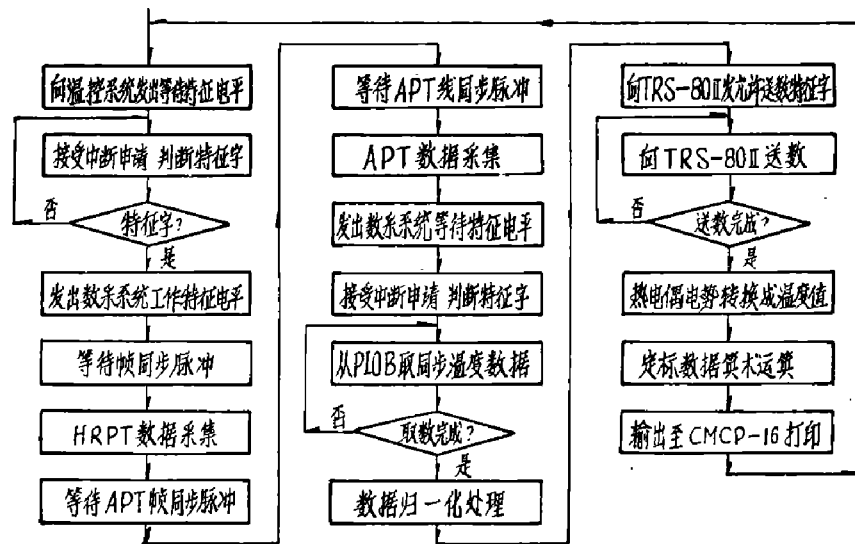 向温控系统发出等待特征电平
接受中断申请 判断特征字
否
特征字?
是
发出数采系统工作特征电平
等待帧同步脉冲
HRPT数据采集
等待APT帧同步脉冲
等待APT线同步脉冲
APT数据采集
发出数采系统等待特征电平
接受中断申请 判断特征字
从PIOB取同步温度数据
否
取数完成?
是
数据归一化处理
向TRS-80Ⅱ发允许送数特征字
向TRS-80Ⅱ送数
否
送数完成?
是
热电偶电势转换成温度值
定标数据算术运算
输出至CMCP-16打印